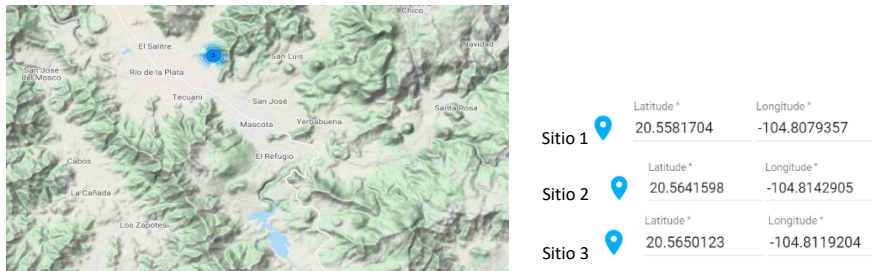 Chico
El Salitre
Navidad
San Luis
San José
del Mosco
Rio de la Plata
Tecuani
San José
Santa Rosa
Mascota
Yerbabuena
El Refugio
Cabos
La Cañada
Los Zapotes
Latitude * Longitude *
Sitio 1 20.5581704 -104.8079357
Latitude * Longitude *
Sitio 2 20.5641598 -104.8142905
Latitude * Longitude *
Sitio 3 20.5650123 -104.8119204